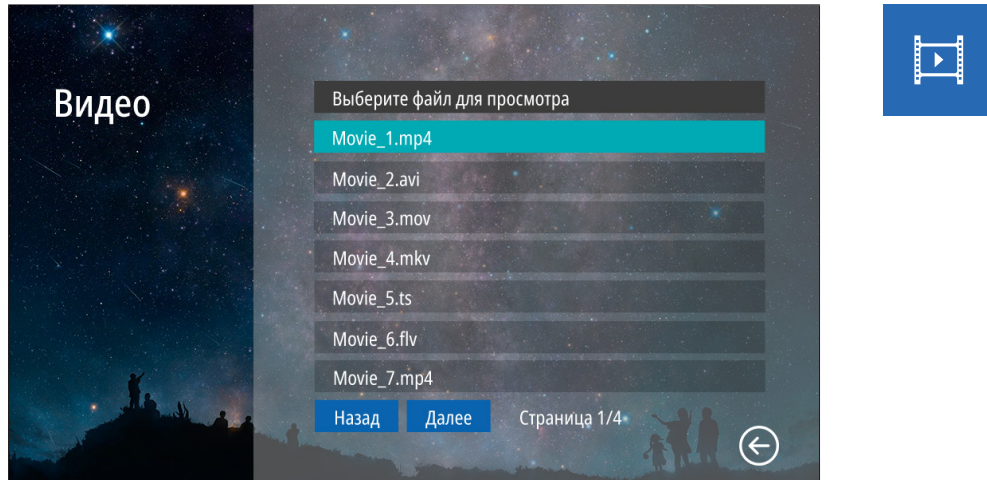 Видео
Выберите файл для просмотра
Movie_1.mp4
Movie_2.avi
Movie_3.mov
Movie_4.mkv
Movie_5.ts
Movie_6.flv
Movie_7.mp4
Назад Далее Страница 1/4